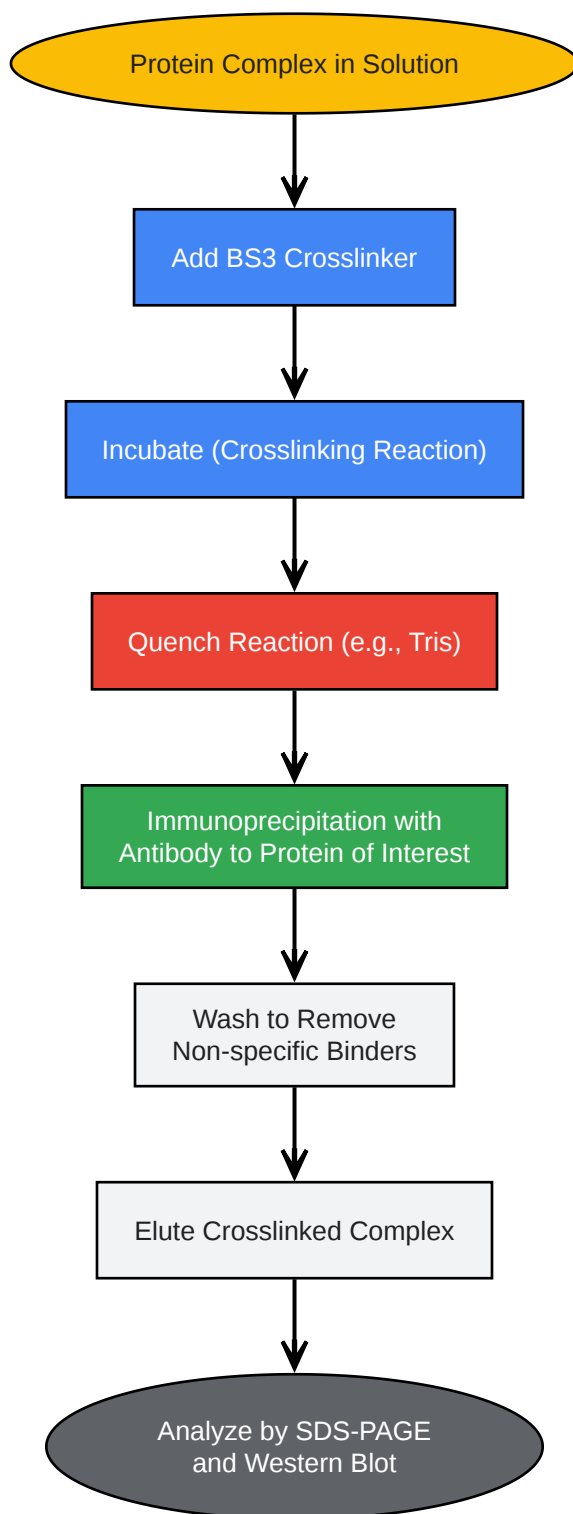 Protein Complex in Solution
Add BS3 Crosslinker
Incubate (Crosslinking Reaction)
Quench Reaction (e.g., Tris)
Immunoprecipitation with
Antibody to Protein of Interest
Wash to Remove
Non-specific Binders
Elute Crosslinked Complex
Analyze by SDS-PAGE
and Western Blot